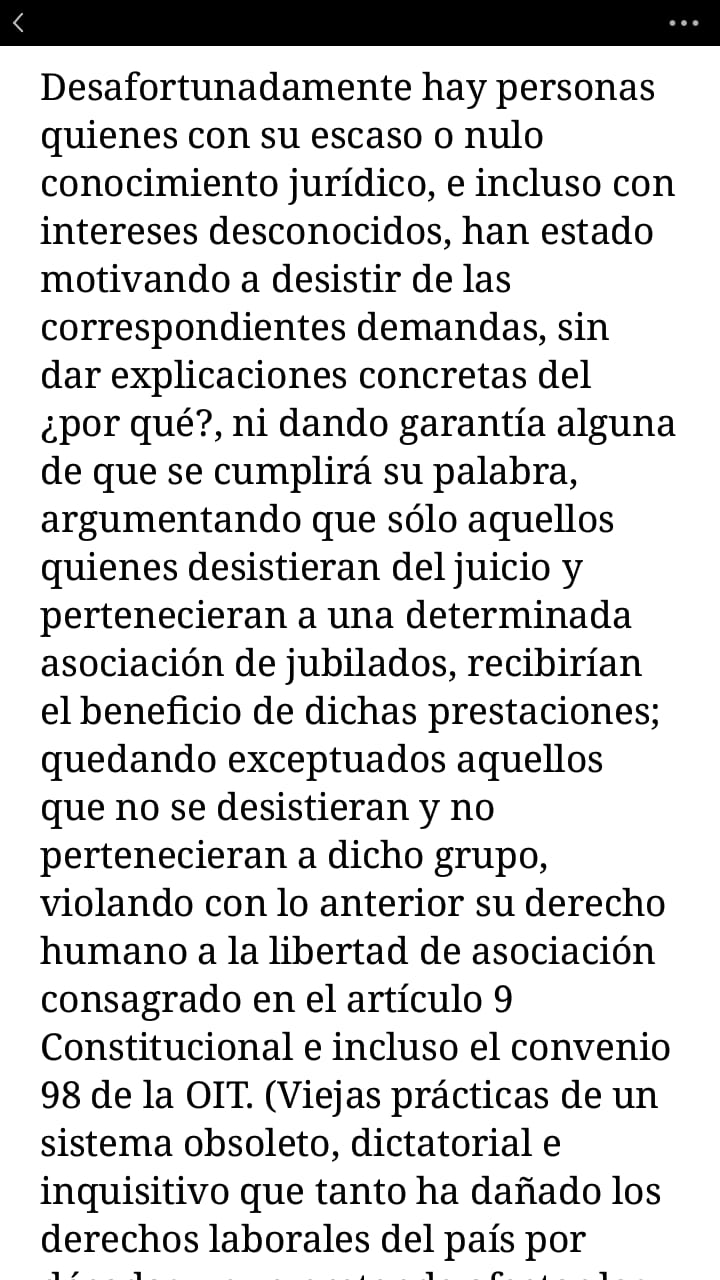 Desafortunadamente hay personas
quienes con su escaso o nulo
conocimiento jurídico, e incluso con
intereses desconocidos, han estado
motivando a desistir de las
correspondientes demandas, sin
dar explicaciones concretas del
¿por qué?, ni dando garantía alguna
de que se cumplirá su palabra,
argumentando que sólo aquellos
quienes desistieran del juicio y
pertenecieran a una determinada
asociación de jubilados, recibirían
el beneficio de dichas prestaciones;
quedando exceptuados aquellos
que no se desistieran y no
pertenecieran a dicho grupo,
violando con lo anterior su derecho
humano a la libertad de asociación
consagrado en el artículo 9
Constitucional e incluso el convenio
98 de la OIT. (Viejas prácticas de un
sistema obsoleto, dictatorial e
inquisitivo que tanto ha dañado los
derechos laborales del país por